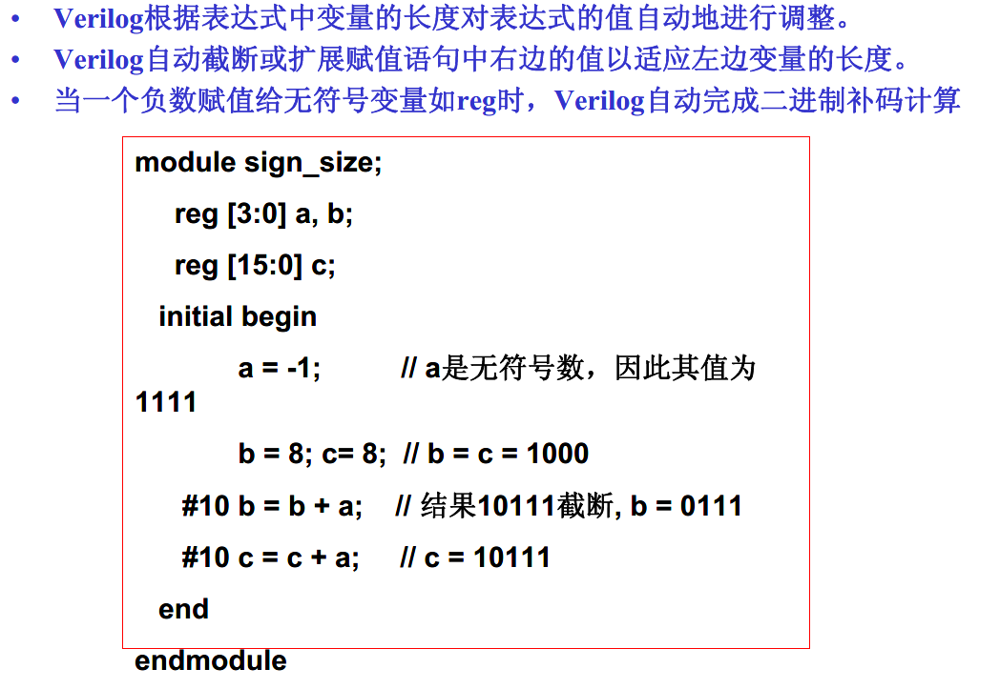 • Verilog根据表达式中变量的长度对表达式的值自动地进行调整。
• Verilog自动截断或扩展赋值语句中右边的值以适应左边变量的长度。
• 当一个负数赋值给无符号变量如reg时，Verilog自动完成二进制补码计算
module sign_size;
reg [3:0] a, b;
reg [15:0] c;
initial begin
a = -1; // a是无符号数，因此其值为
1111
b = 8; c= 8; // b = c = 1000
#10 b = b + a; // 结果10111截断, b = 0111
#10 c = c + a; // c = 10111
end
endmodule